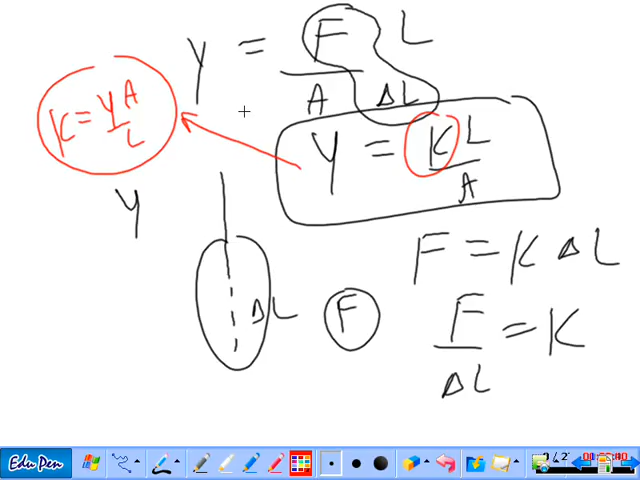 Y = F L
A ΔL
K = Y A
L
Y = K L
A
Y
F = K ΔL
ΔL
F
F = K
ΔL
Edu Pen